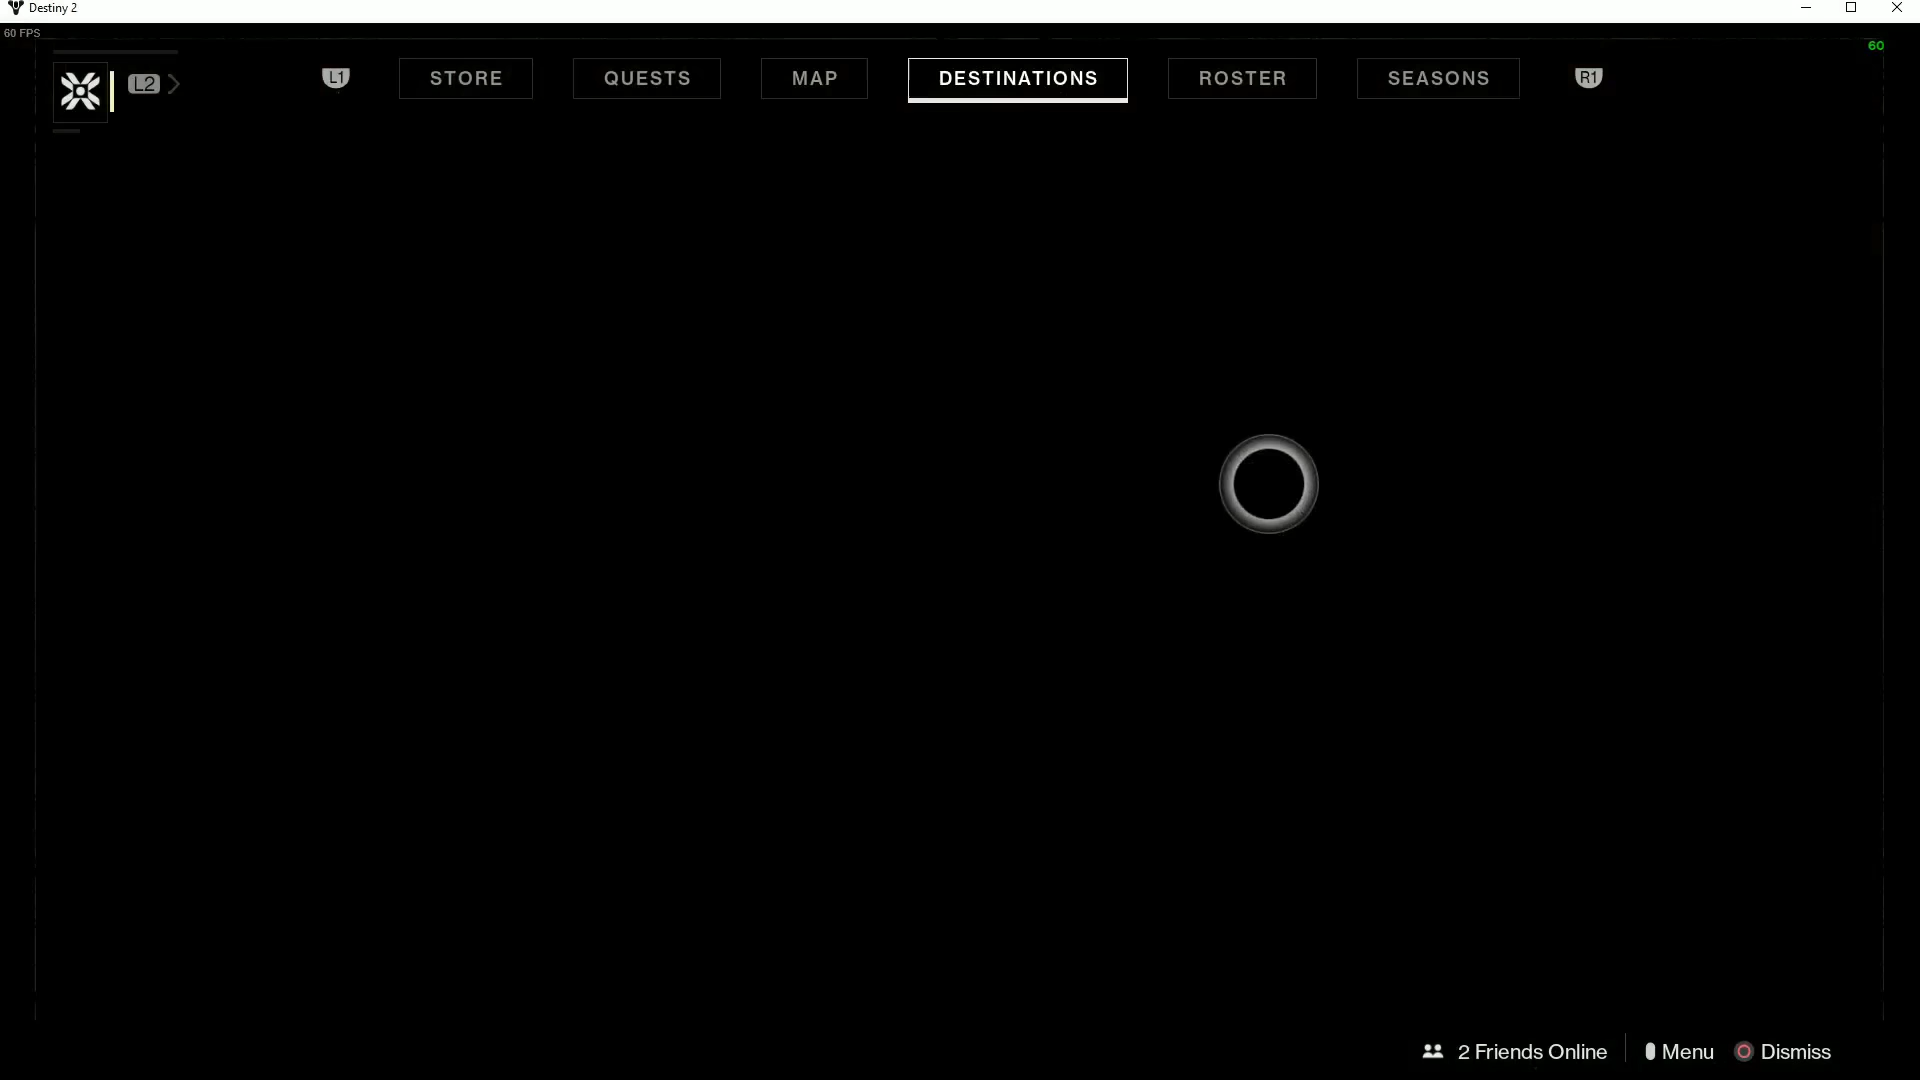 Destiny 2
60 FPS
60
L2
L1
STORE
QUESTS
MAP
DESTINATIONS
ROSTER
SEASONS
R1
2 Friends Online
Menu
Dismiss